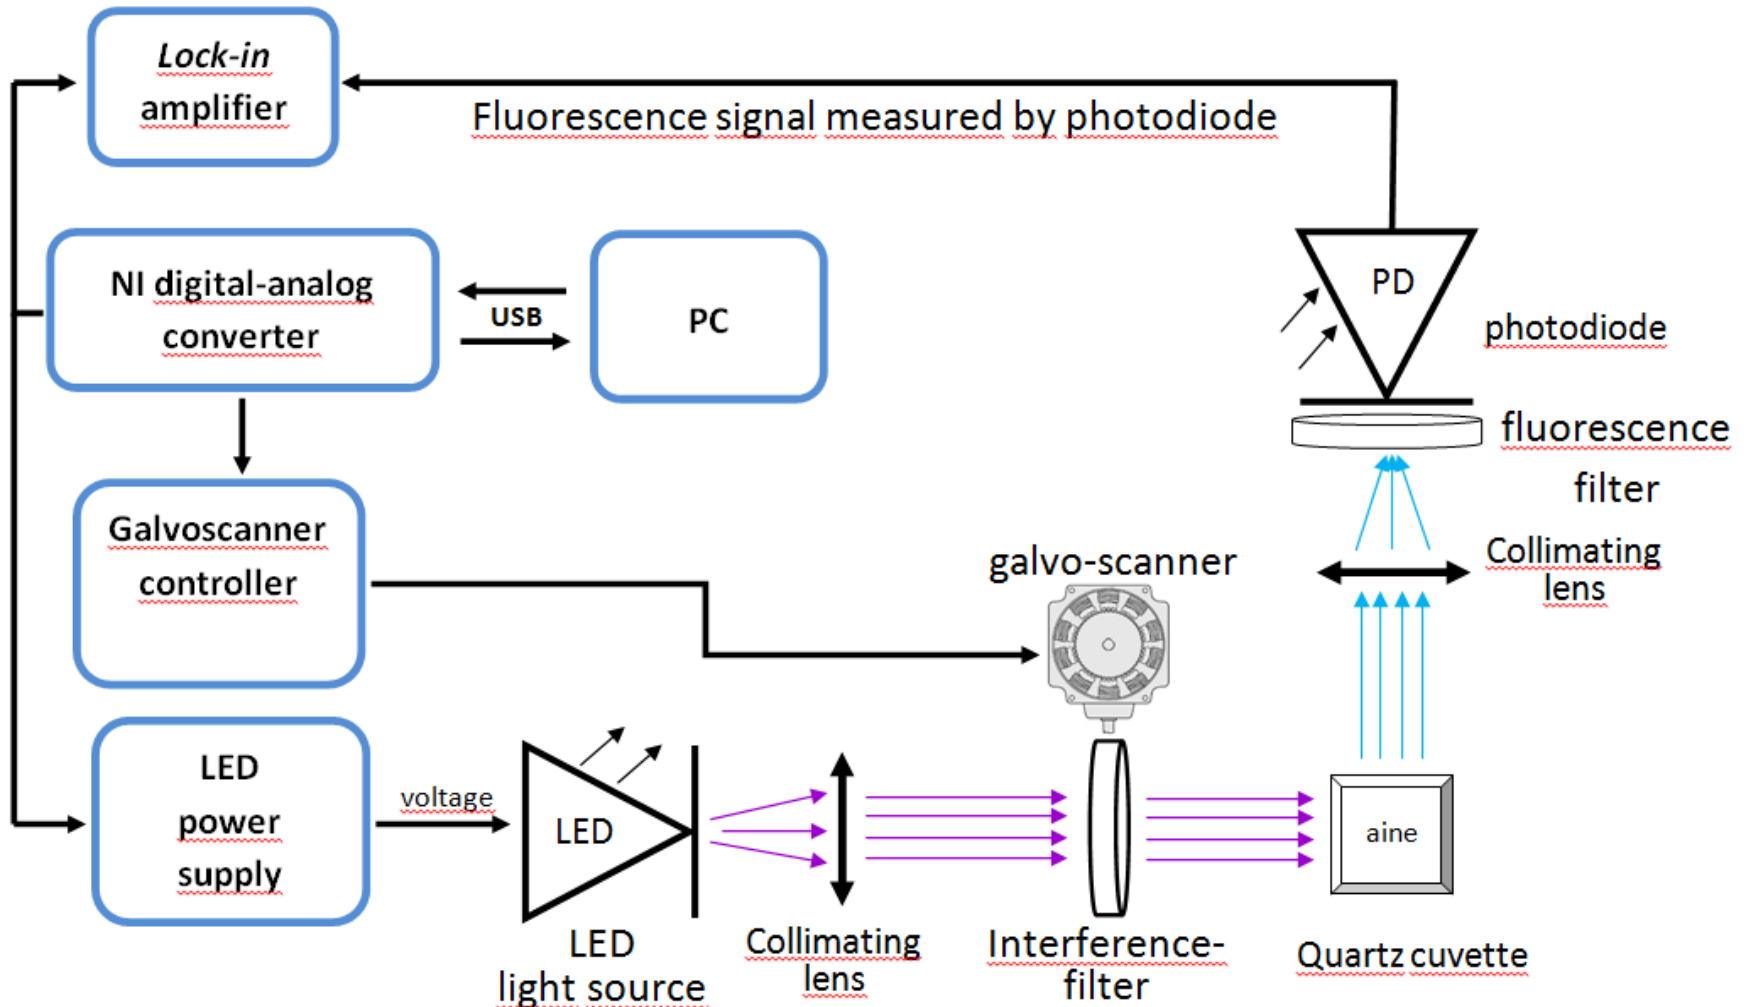 Lock-in
amplifier
Fluorescence signal measured by photodiode
NI digital-analog
converter
USB
PC
PD
photodiode
fluorescence
filter
Galvoscanner
controller
galvo-scanner
Collimating
lens
LED
power
supply
voltage
LED
aine
LED
light source
Collimating
lens
Interference-
filter
Quartz cuvette